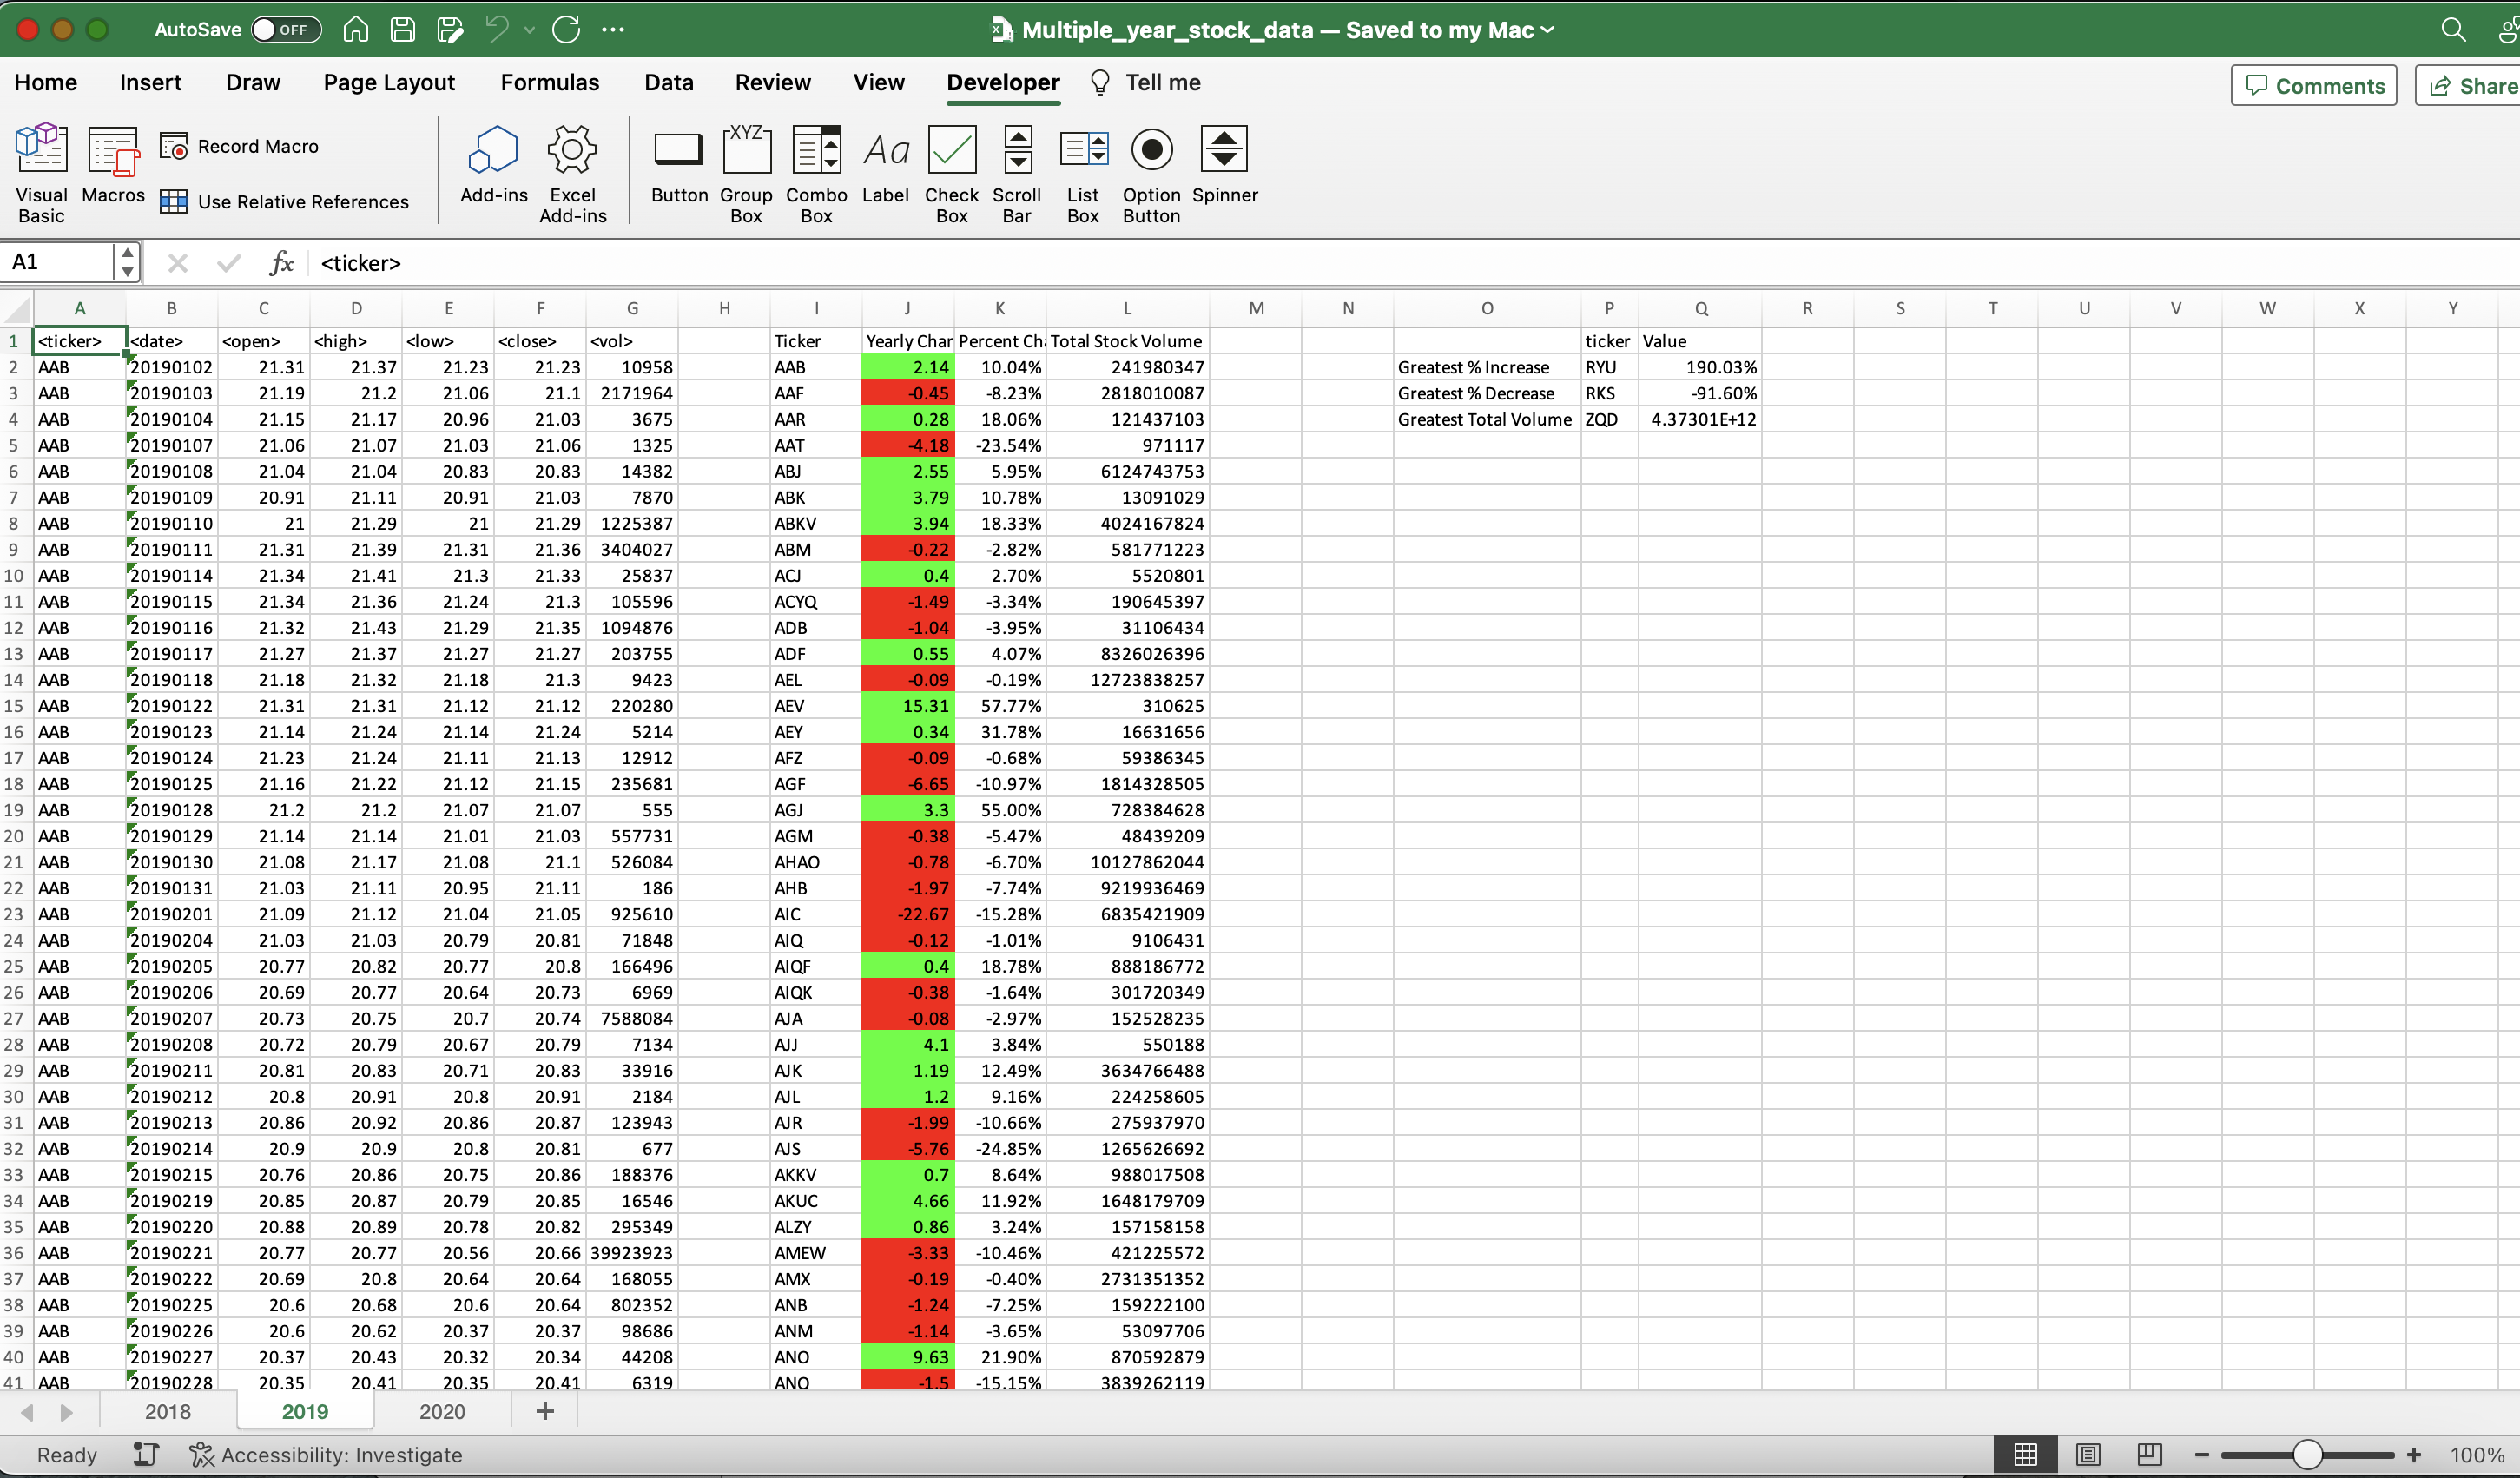 AutoSave OFF Multiple_year_stock_data — Saved to my Mac
Home Insert Draw Page Layout Formulas Data Review View Developer Tell me Comments Share
Visual Basic Macros Record Macro Use Relative References Add-ins Excel Add-ins Button XYZ Group Box Combo Box Aa Label Check Box Scroll Bar List Box Option Button Spinner
A1 fx <ticker>
A B C D E F G H I J K L M N O P Q R S T U V W X Y
1 <ticker> <date> <open> <high> <low> <close> <vol> Ticker Yearly Char Percent Ch Total Stock Volume ticker Value
2 AAB 20190102 21.31 21.37 21.23 21.23 10958 AAB 2.14 10.04% 241980347 Greatest % Increase RYU 190.03%
3 AAB 20190103 21.19 21.2 21.06 21.1 2171964 AAF -0.45 -8.23% 2818010087 Greatest % Decrease RKS -91.60%
4 AAB 20190104 21.15 21.17 20.96 21.03 3675 AAR 0.28 18.06% 121437103 Greatest Total Volume ZQD 4.37301E+12
5 AAB 20190107 21.06 21.07 21.03 21.06 1325 AAT -4.18 -23.54% 971117
6 AAB 20190108 21.04 21.04 20.83 20.83 14382 ABJ 2.55 5.95% 6124743753
7 AAB 20190109 20.91 21.11 20.91 21.03 7870 ABK 3.79 10.78% 13091029
8 AAB 20190110 21 21.29 21 21.29 1225387 ABKV 3.94 18.33% 4024167824
9 AAB 20190111 21.31 21.39 21.31 21.36 3404027 ABM -0.22 -2.82% 581771223
10 AAB 20190114 21.34 21.41 21.3 21.33 25837 ACJ 0.4 2.70% 5520801
11 AAB 20190115 21.34 21.36 21.24 21.3 105596 ACYQ -1.49 -3.34% 190645397
12 AAB 20190116 21.32 21.43 21.29 21.35 1094876 ADB -1.04 -3.95% 31106434
13 AAB 20190117 21.27 21.37 21.27 21.27 203755 ADF 0.55 4.07% 8326026396
14 AAB 20190118 21.18 21.32 21.18 21.3 9423 AEL -0.09 -0.19% 12723838257
15 AAB 20190122 21.31 21.31 21.12 21.12 220280 AEV 15.31 57.77% 310625
16 AAB 20190123 21.14 21.24 21.14 21.24 5214 AEY 0.34 31.78% 16631656
17 AAB 20190124 21.23 21.24 21.11 21.13 12912 AFZ -0.09 -0.68% 59386345
18 AAB 20190125 21.16 21.22 21.12 21.15 235681 AGF -6.65 -10.97% 1814328505
19 AAB 20190128 21.2 21.2 21.07 21.07 555 AGJ 3.3 55.00% 728384628
20 AAB 20190129 21.14 21.14 21.01 21.03 557731 AGM -0.38 -5.47% 48439209
21 AAB 20190130 21.08 21.17 21.08 21.1 526084 AHAO -0.78 -6.70% 10127862044
22 AAB 20190131 21.03 21.11 20.95 21.11 186 AHB -1.97 -7.74% 9219936469
23 AAB 20190201 21.09 21.12 21.04 21.05 925610 AIC -22.67 -15.28% 6835421909
24 AAB 20190204 21.03 21.03 20.79 20.81 71848 AIQ -0.12 -1.01% 9106431
25 AAB 20190205 20.77 20.82 20.77 20.8 166496 AIQF 0.4 18.78% 888186772
26 AAB 20190206 20.69 20.77 20.64 20.73 6969 AIQK -0.38 -1.64% 301720349
27 AAB 20190207 20.73 20.75 20.7 20.74 7588084 AJA -0.08 -2.97% 152528235
28 AAB 20190208 20.72 20.79 20.67 20.79 7134 AJJ 4.1 3.84% 550188
29 AAB 20190211 20.81 20.83 20.71 20.83 33916 AJK 1.19 12.49% 3634766488
30 AAB 20190212 20.8 20.91 20.8 20.91 2184 AJL 1.2 9.16% 224258605
31 AAB 20190213 20.86 20.92 20.86 20.87 123943 AJR -1.99 -10.66% 275937970
32 AAB 20190214 20.9 20.9 20.8 20.81 677 AJS -5.76 -24.85% 1265626692
33 AAB 20190215 20.76 20.86 20.75 20.86 188376 AKKV 0.7 8.64% 988017508
34 AAB 20190219 20.85 20.87 20.79 20.85 16546 AKUC 4.66 11.92% 1648179709
35 AAB 20190220 20.88 20.89 20.78 20.82 295349 ALZY 0.86 3.24% 157158158
36 AAB 20190221 20.77 20.77 20.56 20.66 39923923 AMEW -3.33 -10.46% 421225572
37 AAB 20190222 20.69 20.8 20.64 20.64 168055 AMX -0.19 -0.40% 2731351352
38 AAB 20190225 20.6 20.68 20.6 20.64 802352 ANB -1.24 -7.25% 159222100
39 AAB 20190226 20.6 20.62 20.37 20.37 98686 ANM -1.14 -3.65% 53097706
40 AAB 20190227 20.37 20.43 20.32 20.34 44208 ANO 9.63 21.90% 870592879
41 AAB 20190228 20.35 20.41 20.35 20.41 6319 ANQ -1.5 -15.15% 3839262119
2018 2019 2020 +
Ready Accessibility: Investigate 100%